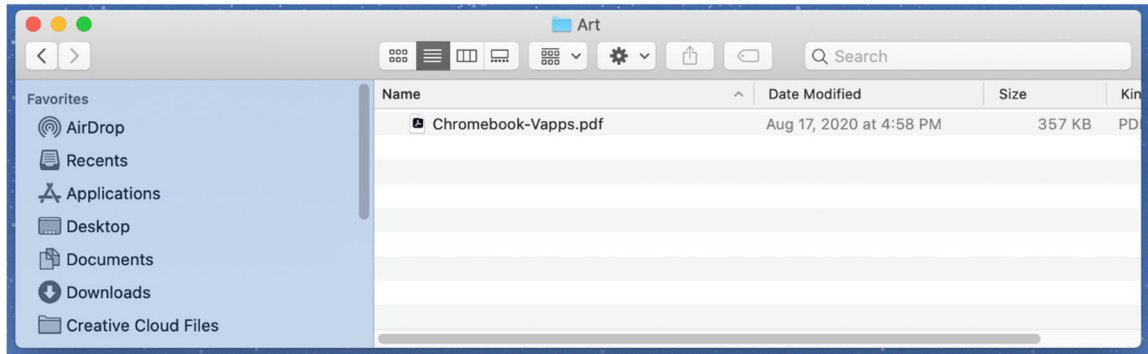 Art
Search
Favorites
AirDrop
Recents
Applications
Desktop
Documents
Downloads
Creative Cloud Files
Name Date Modified Size Kin
Chromebook-Vapps.pdf Aug 17, 2020 at 4:58 PM 357 KB PD